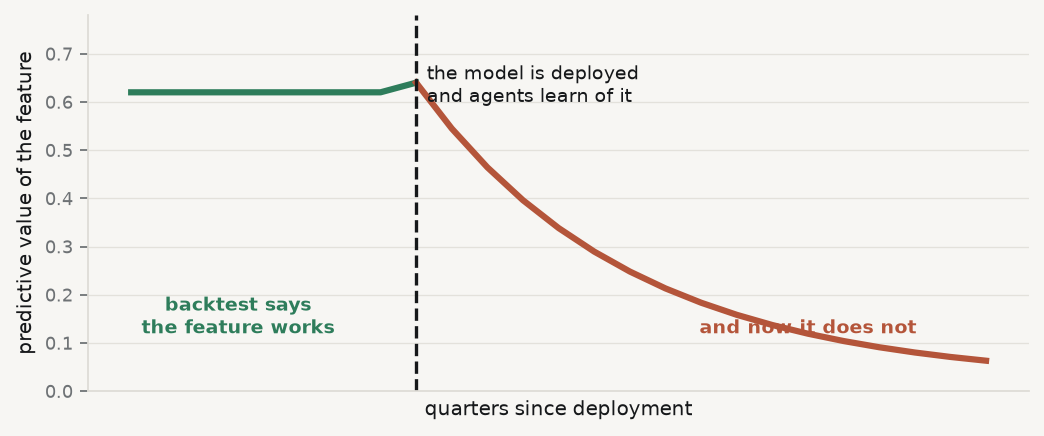 predictive value of the feature
0.7
0.6
0.5
0.4
0.3
0.2
0.1
0.0
the model is deployed
and agents learn of it
backtest says
the feature works
and now it does not
quarters since deployment